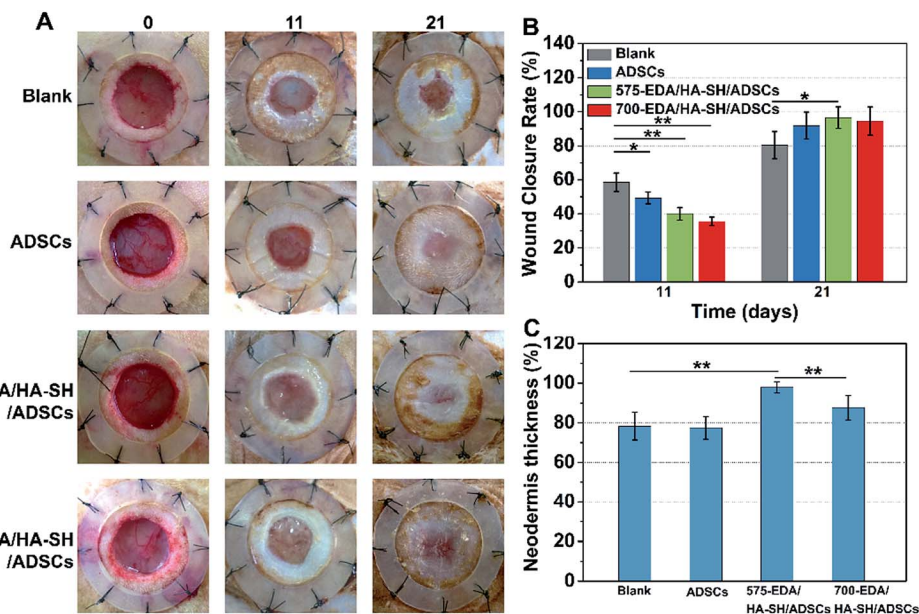 A
0 11 21
Blank
ADSCs
A/HA-SH
/ADSCs
A/HA-SH
/ADSCs
B
Wound Closure Rate (%)
140
120
100
80
60
40
20
0
Blank
ADSCs
575-EDA/HA-SH/ADSCs
700-EDA/HA-SH/ADSCs
**
**
*
*
11 21
Time (days)
C
Neodermis thickness (%)
120
100
80
60
40
20
0
** **
Blank ADSCs 575-EDA/ 700-EDA/
HA-SH/ADSCs HA-SH/ADSCs